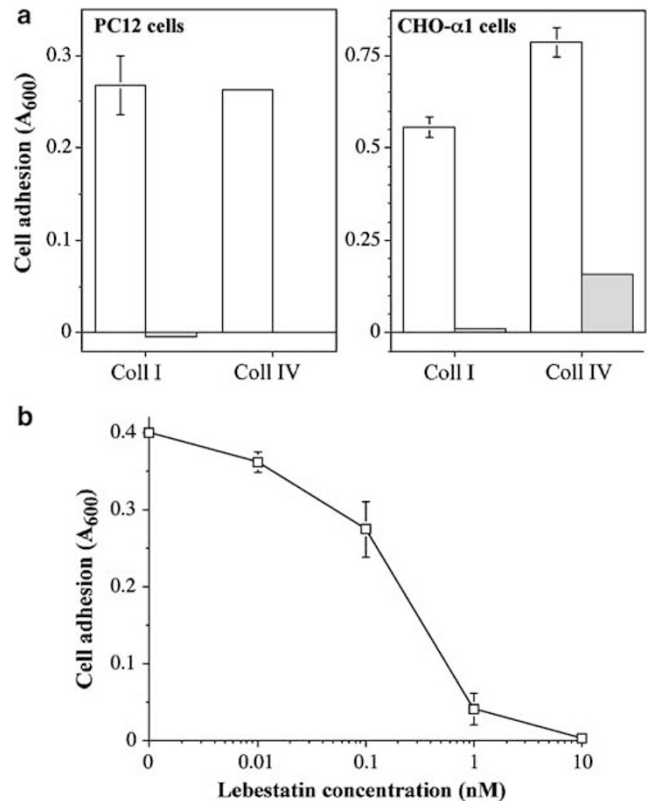 a
PC12 cells
CHO-α1 cells
Cell adhesion (A600)
0.3
0.2
0.1
0
0.75
0.5
0.25
0
Coll I
Coll IV
Coll I
Coll IV
b
Cell adhesion (A600)
0.4
0.3
0.2
0.1
0
0
0.01
0.1
1
10
Lebestatin concentration (nM)